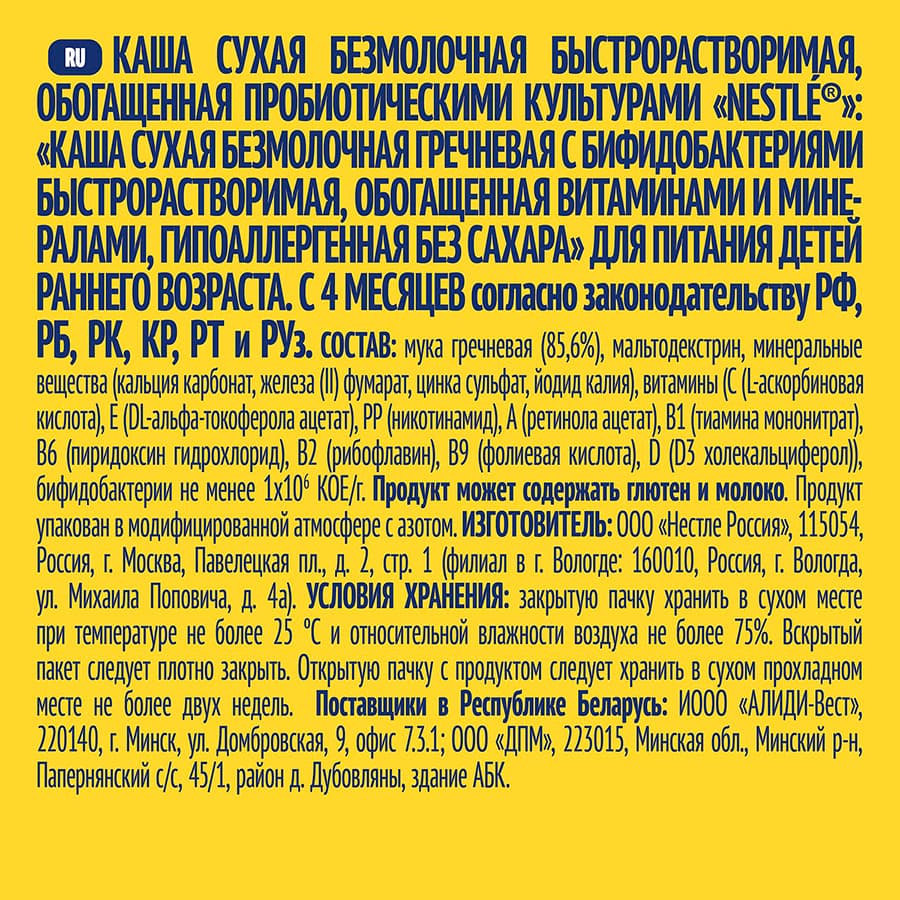 RU КАША СУХАЯ БЕЗМОЛОЧНАЯ БЫСТРОРАСТВОРИМАЯ,
ОБОГАЩЕННАЯ ПРОБИОТИЧЕСКИМИ КУЛЬТУРАМИ «NESTLÉ®»:
«КАША СУХАЯ БЕЗМОЛОЧНАЯ ГРЕЧНЕВАЯ С БИФИДОБАКТЕРИЯМИ
БЫСТРОРАСТВОРИМАЯ, ОБОГАЩЕННАЯ ВИТАМИНАМИ И МИНЕ-
РАЛАМИ, ГИПОАЛЛЕРГЕННАЯ БЕЗ САХАРА» ДЛЯ ПИТАНИЯ ДЕТЕЙ
РАННЕГО ВОЗРАСТА. С 4 МЕСЯЦЕВ согласно законодательству РФ,
РБ, РК, КР, РТ и РУз. СОСТАВ: мука гречневая (85,6%), мальтодекстрин, минеральные
вещества (кальция карбонат, железа (II) фумарат, цинка сульфат, йодид калия), витамины (C (L-аскорбиновая
кислота), E (DL-альфа-токоферола ацетат), PP (никотинамид), A (ретинола ацетат), B1 (тиамина мононитрат),
B6 (пиридоксин гидрохлорид), B2 (рибофлавин), B9 (фолиевая кислота), D (D3 холекальциферол)),
бифидобактерии не менее 1x10⁶ КОЕ/г. Продукт может содержать глютен и молоко. Продукт
упакован в модифицированной атмосфере с азотом. ИЗГОТОВИТЕЛЬ: ООО «Нестле Россия», 115054,
Россия, г. Москва, Павелецкая пл., д. 2, стр. 1 (филиал в г. Вологде: 160010, Россия, г. Вологда,
ул. Михаила Поповича, д. 4а). УСЛОВИЯ ХРАНЕНИЯ: закрытую пачку хранить в сухом месте
при температуре не более 25 °С и относительной влажности воздуха не более 75%. Вскрытый
пакет следует плотно закрыть. Открытую пачку с продуктом следует хранить в сухом прохладном
месте не более двух недель. Поставщики в Республике Беларусь: ИООО «АЛИДИ-Вест»,
220140, г. Минск, ул. Домбровская, 9, офис 7.3.1; ООО «ДПМ», 223015, Минская обл., Минский р-н,
Папернянский с/с, 45/1, район д. Дубовляны, здание АБК.